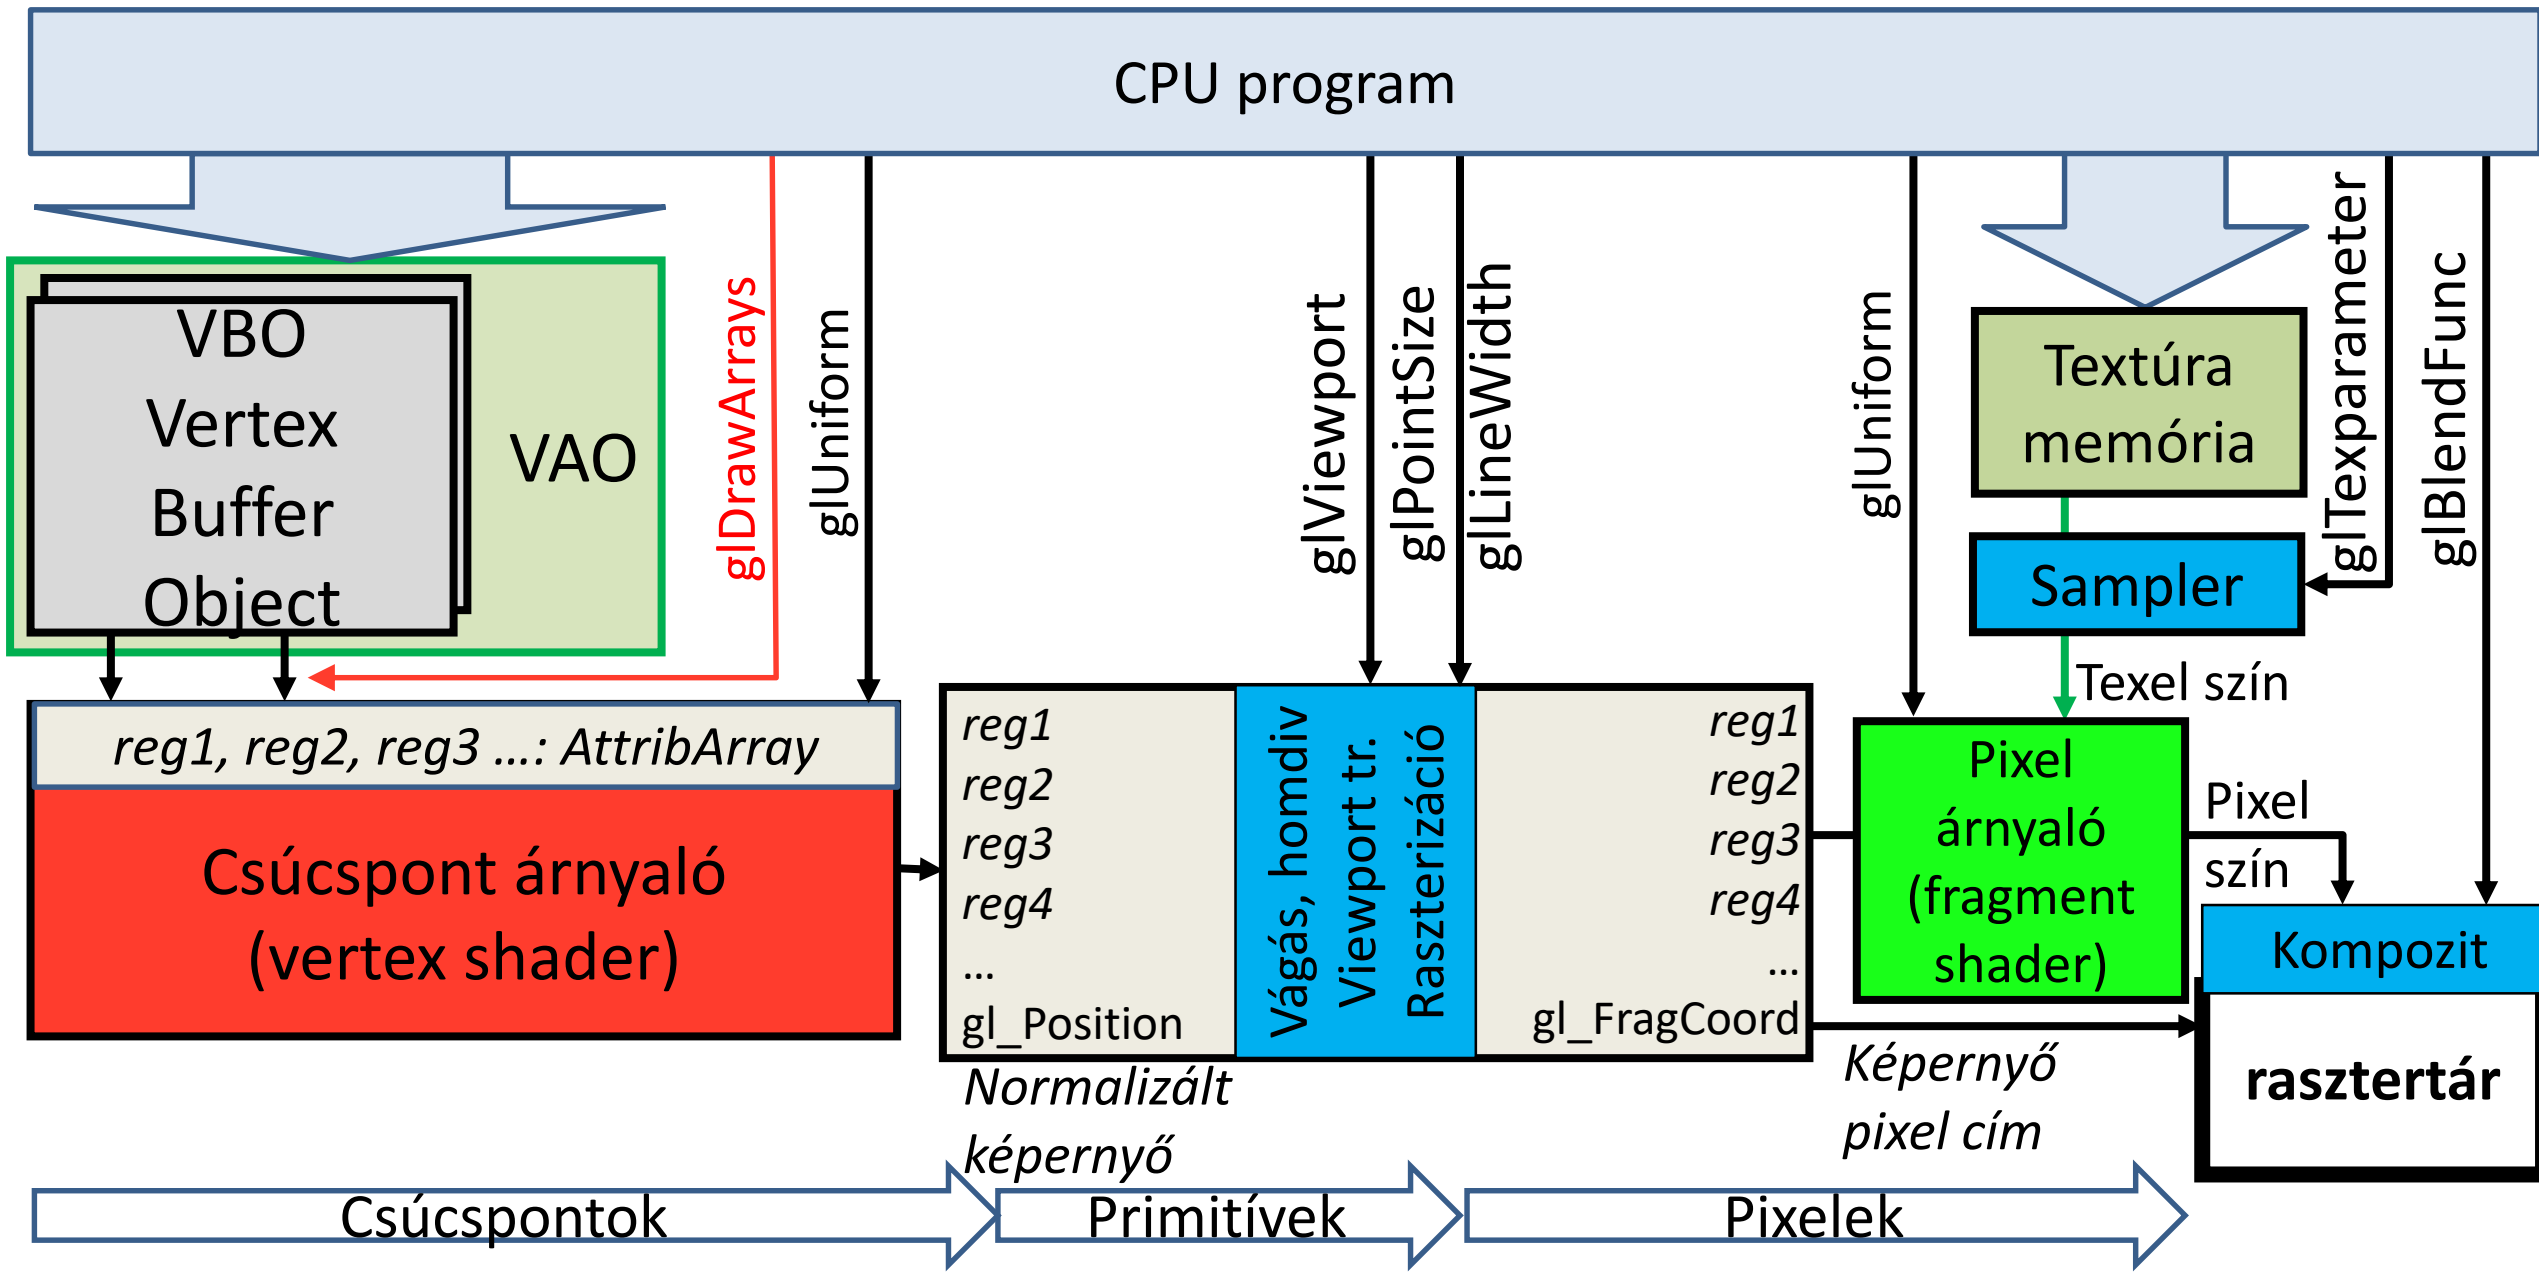 CPU program
VBO
Vertex
Buffer
Object
VAO
glDrawArrays
glUniform
glViewport
glPointSize
glLineWidth
glUniform
Textúra
memória
glTexparameter
glBlendFunc
Sampler
Texel szín
reg1, reg2, reg3 ...: AttribArray
Csúcspont árnyaló
(vertex shader)
reg1
reg2
reg3
reg4
...
gl_Position
Vágás, homdiv
Viewport tr.
Raszterizáció
reg1
reg2
reg3
reg4
...
gl_FragCoord
Pixel
árnyaló
(fragment
shader)
Pixel
szín
Kompozit
rasztertár
Normalizált
képernyő
Képernyő
pixel cím
Csúcspontok
Primitívek
Pixelek